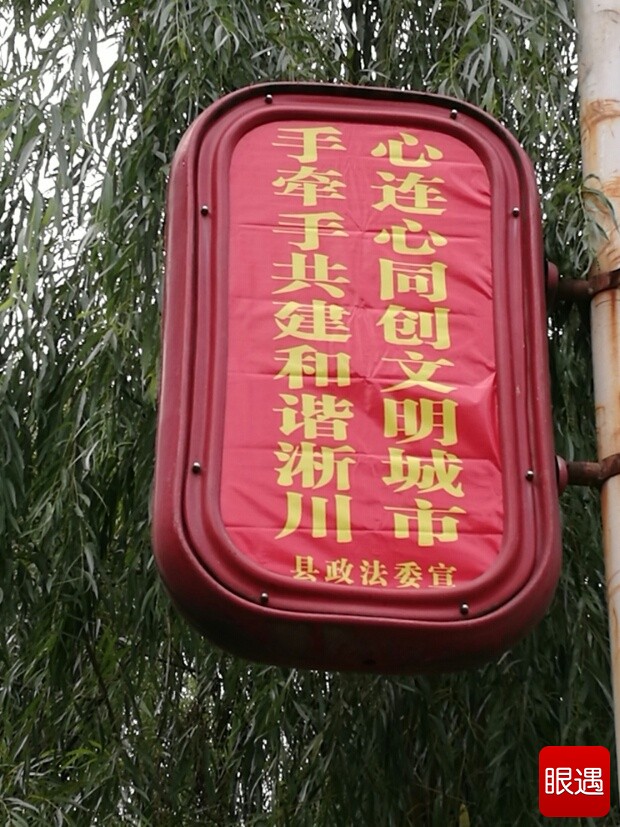 心连心同创文明城市
手牵手共建和谐淅川
县政法委宣
眼遇